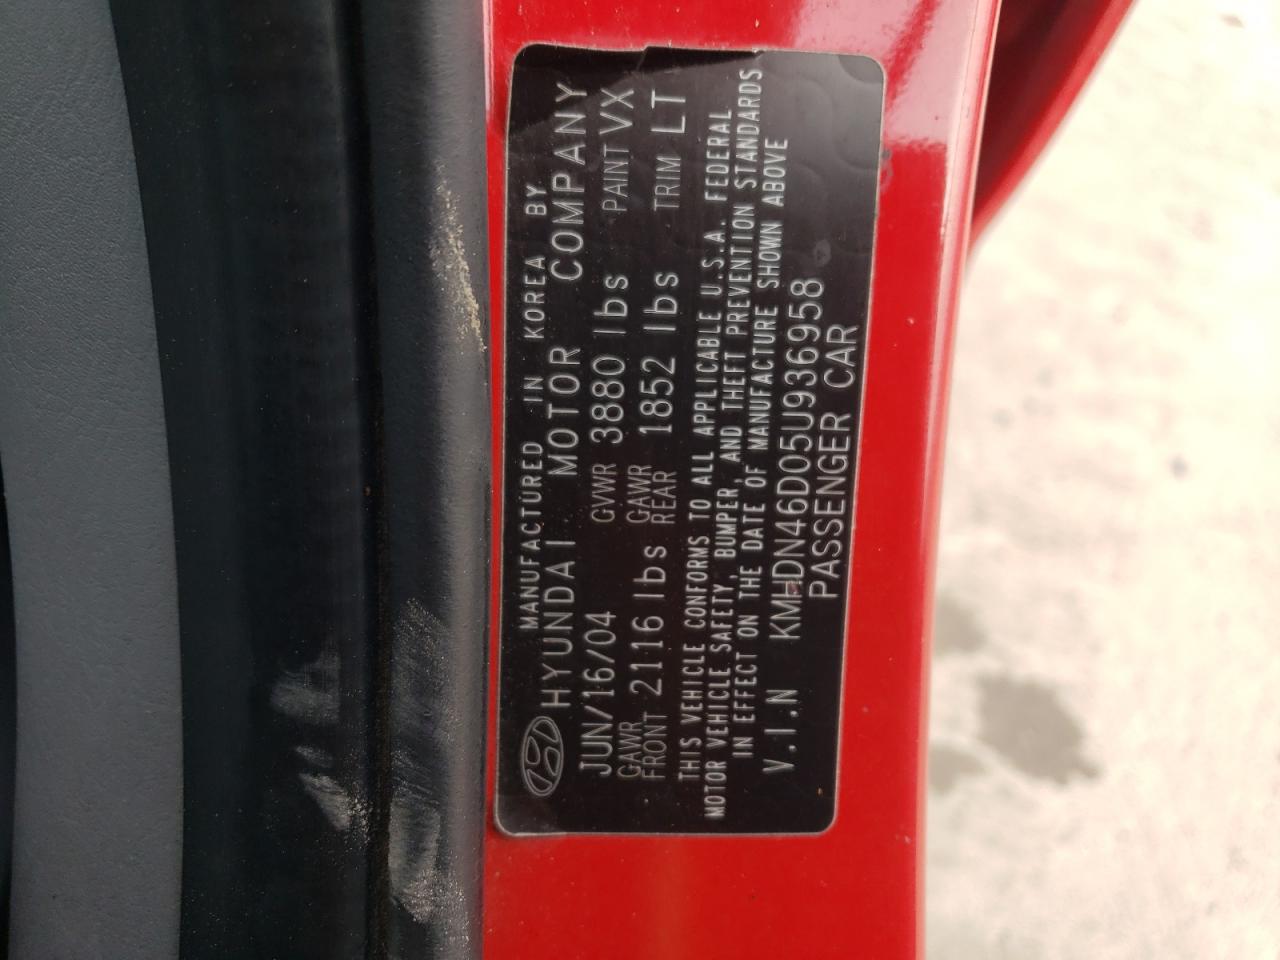 MANUFACTURED IN KOREA BY
HYUNDAI MOTOR COMPANY
JUN/16/04 GVWR 3880 lbs PAINT VX
GAWR FRONT 2116 lbs GAWR REAR 1852 lbs TRIM LT
THIS VEHICLE CONFORMS TO ALL APPLICABLE U.S.A. FEDERAL
MOTOR VEHICLE SAFETY, BUMPER, AND THEFT PREVENTION STANDARDS
IN EFFECT ON THE DATE OF MANUFACTURE SHOWN ABOVE
V.I.N KMHDN46D05U936958
PASSENGER CAR